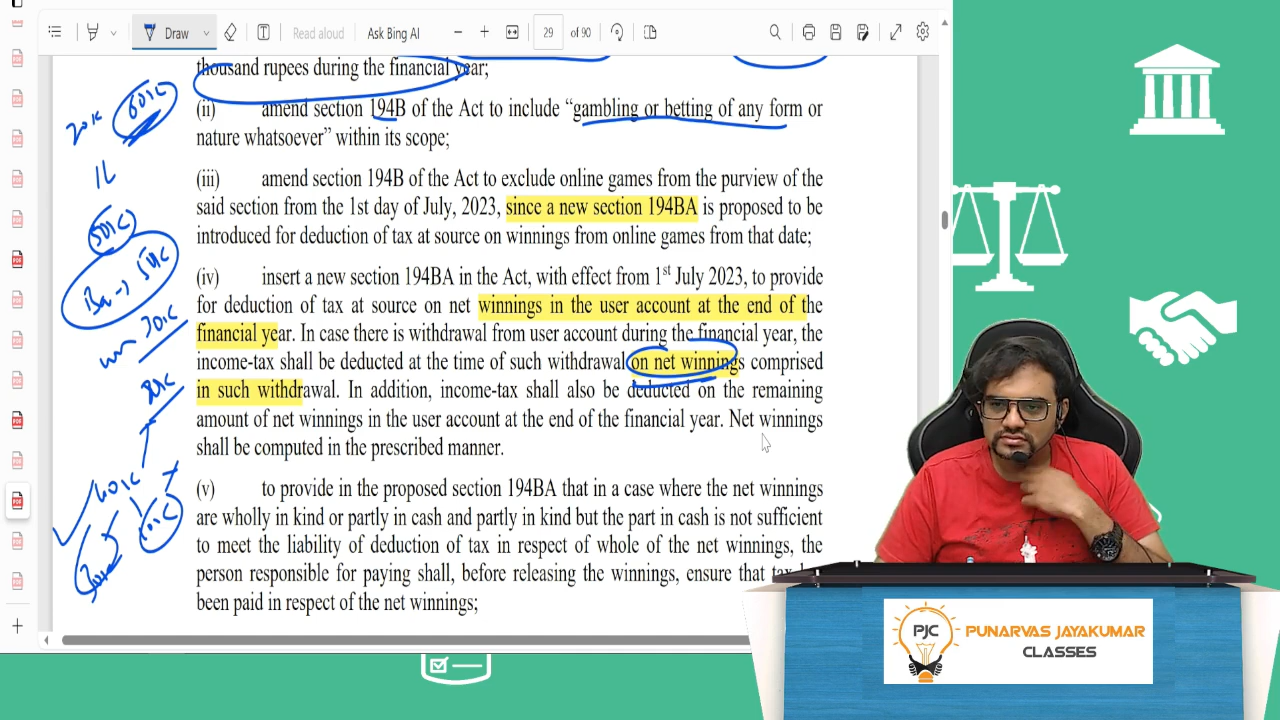 Draw
Read aloud
Ask Bing AI
29
of 90
thousand rupees during the financial year;
(ii) amend section 194B of the Act to include “gambling or betting of any form or
nature whatsoever” within its scope;
(iii) amend section 194B of the Act to exclude online games from the purview of the
said section from the 1st day of July, 2023, since a new section 194BA is proposed to be
introduced for deduction of tax at source on winnings from online games from that date;
(iv) insert a new section 194BA in the Act, with effect from 1st July 2023, to provide
for deduction of tax at source on net winnings in the user account at the end of the
financial year. In case there is withdrawal from user account during the financial year, the
income-tax shall be deducted at the time of such withdrawal on net winnings comprised
in such withdrawal. In addition, income-tax shall also be deducted on the remaining
amount of net winnings in the user account at the end of the financial year. Net winnings
shall be computed in the prescribed manner.
(v) to provide in the proposed section 194BA that in a case where the net winnings
are wholly in kind or partly in cash and partly in kind but the part in cash is not sufficient
to meet the liability of deduction of tax in respect of whole of the net winnings, the
person responsible for paying shall, before releasing the winnings, ensure that
been paid in respect of the net winnings;
20K
60K
1L
50K
40K
PJC
PUNARVAS JAYAKUMAR
CLASSES